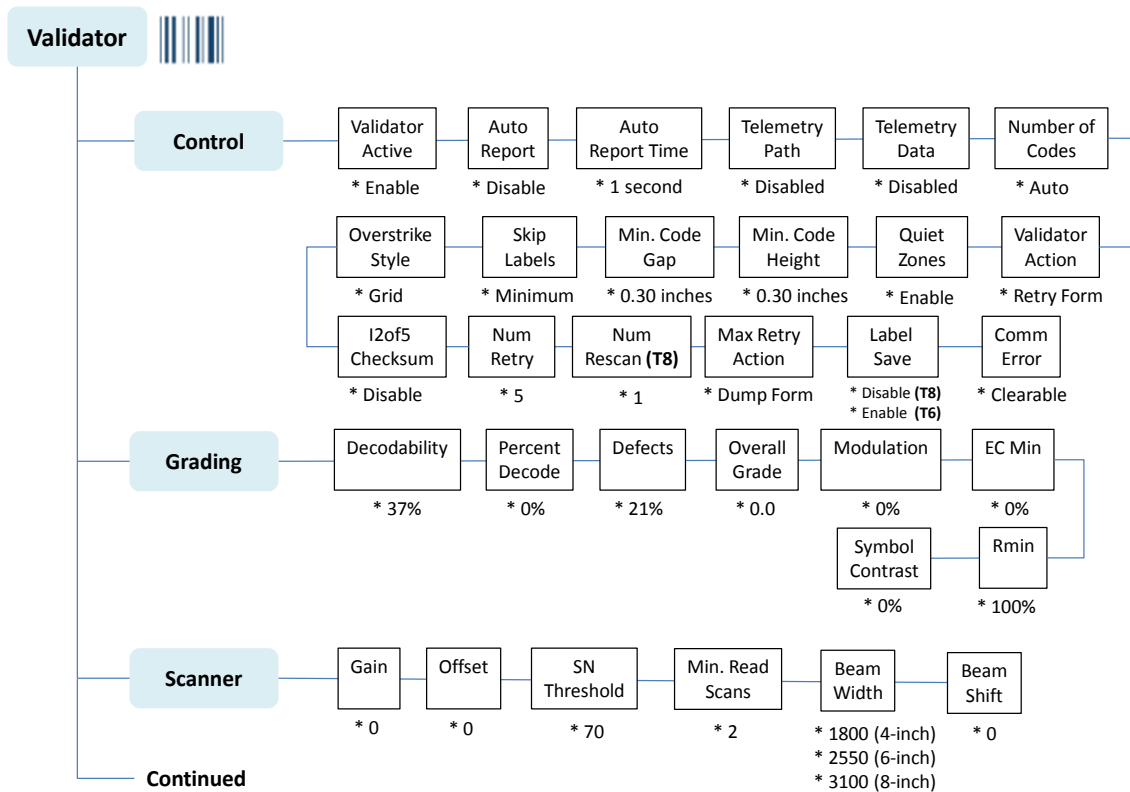 Validator
Control
Validator
Active
* Enable
Auto
Report
* Disable
Auto
Report Time
* 1 second
Telemetry
Path
* Disabled
Telemetry
Data
* Disabled
Number of
Codes
* Auto
Overstrike
Style
* Grid
Skip
Labels
* Minimum
Min. Code
Gap
* 0.30 inches
Min. Code
Height
* 0.30 inches
Quiet
Zones
* Enable
Validator
Action
* Retry Form
I2of5
Checksum
* Disable
Num
Retry
* 5
Num
Rescan (T8)
* 1
Max Retry
Action
* Dump Form
Label
Save
* Disable (T8)
* Enable (T6)
Comm
Error
* Clearable
Grading
Decodability
* 37%
Percent
Decode
* 0%
Defects
* 21%
Overall
Grade
* 0.0
Modulation
* 0%
EC Min
* 0%
Symbol
Contrast
* 0%
Rmin
* 100%
Scanner
Gain
* 0
Offset
* 0
SN
Threshold
* 70
Min. Read
Scans
* 2
Beam
Width
* 1800 (4-inch)
* 2550 (6-inch)
* 3100 (8-inch)
Beam
Shift
* 0
Continued